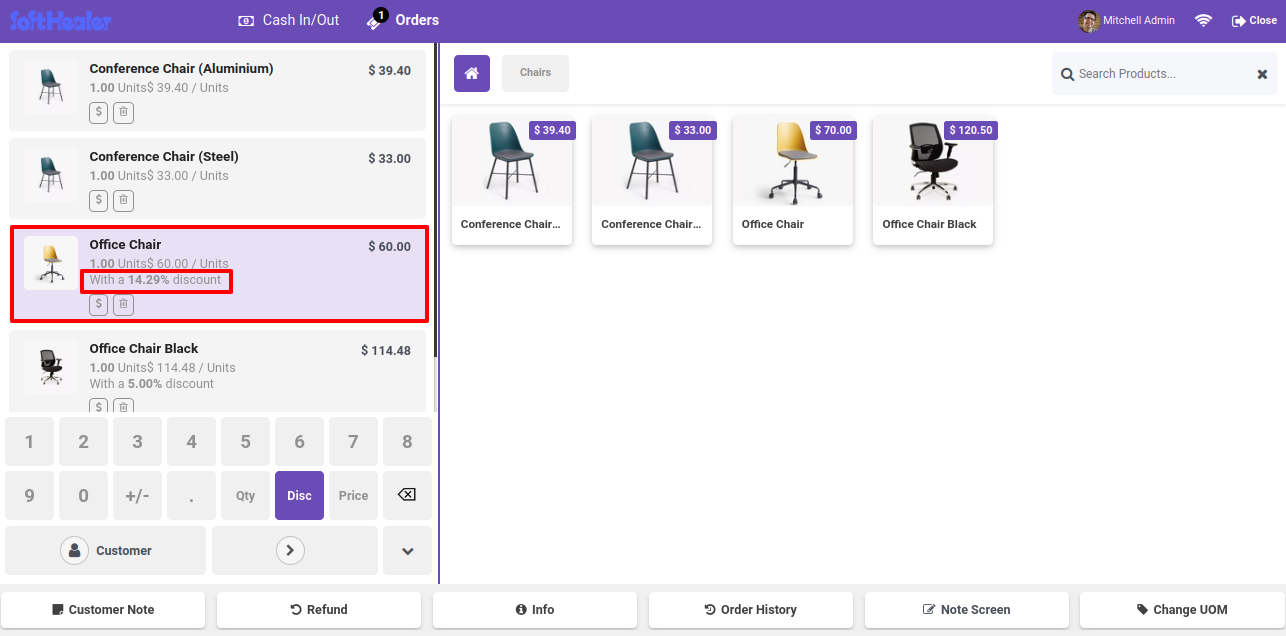 SoftHealer
Cash In/Out
1
Orders
Mitchell Admin
Close
Conference Chair (Aluminium)
$ 39.40
1.00 Units$ 39.40 / Units
$
Conference Chair (Steel)
$ 33.00
1.00 Units$ 33.00 / Units
$
Office Chair
$ 60.00
1.00 Units$ 60.00 / Units
With a 14.29% discount
$
Office Chair Black
$ 114.48
1.00 Units$ 114.48 / Units
With a 5.00% discount
$
1 2 3 4 5 6 7 8
9 0 +/- . Qty Disc Price
Customer
Chairs
Search Products...
$ 39.40
Conference Chair...
$ 33.00
Conference Chair...
$ 70.00
Office Chair
$ 120.50
Office Chair Black
Customer Note
Refund
Info
Order History
Note Screen
Change UOM